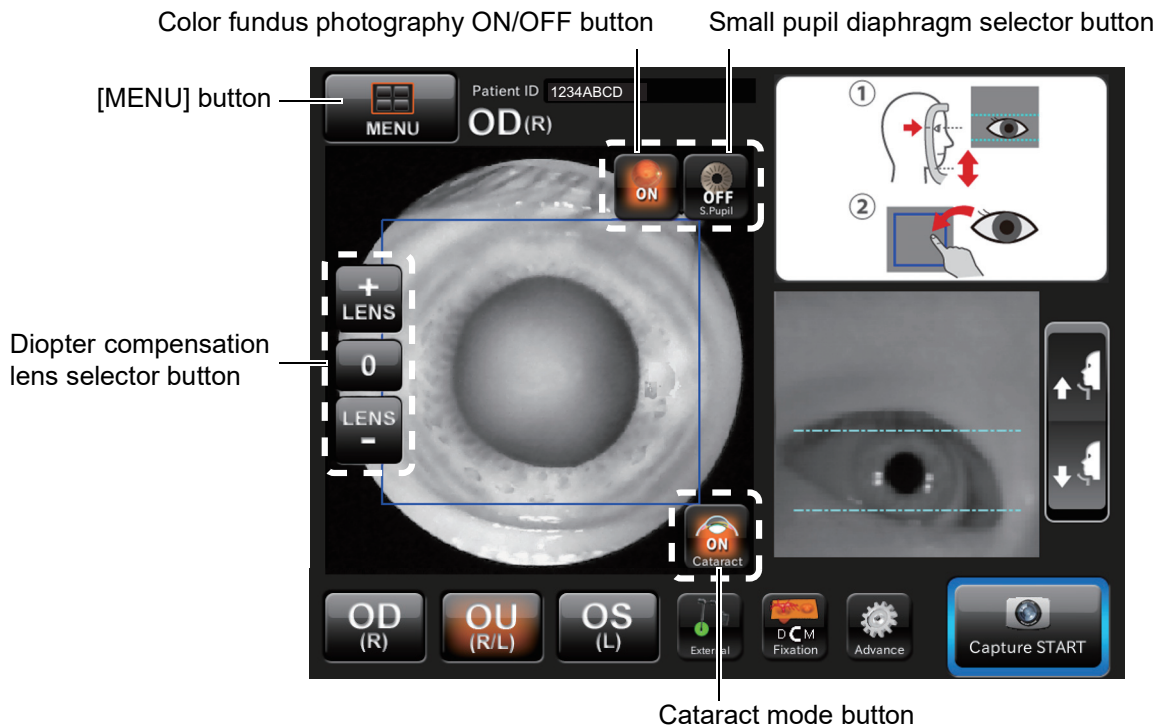 Color fundus photography ON/OFF button
Small pupil diaphragm selector button
[MENU] button
MENU
Patient ID 1234ABCD
OD(R)
ON
OFF
S.Pupil
1
2
+
LENS
0
LENS
-
Diopter compensation
lens selector button
ON
Cataract
OD
(R)
OU
(R/L)
OS
(L)
External
D C M
Fixation
Advance
Capture START
Cataract mode button